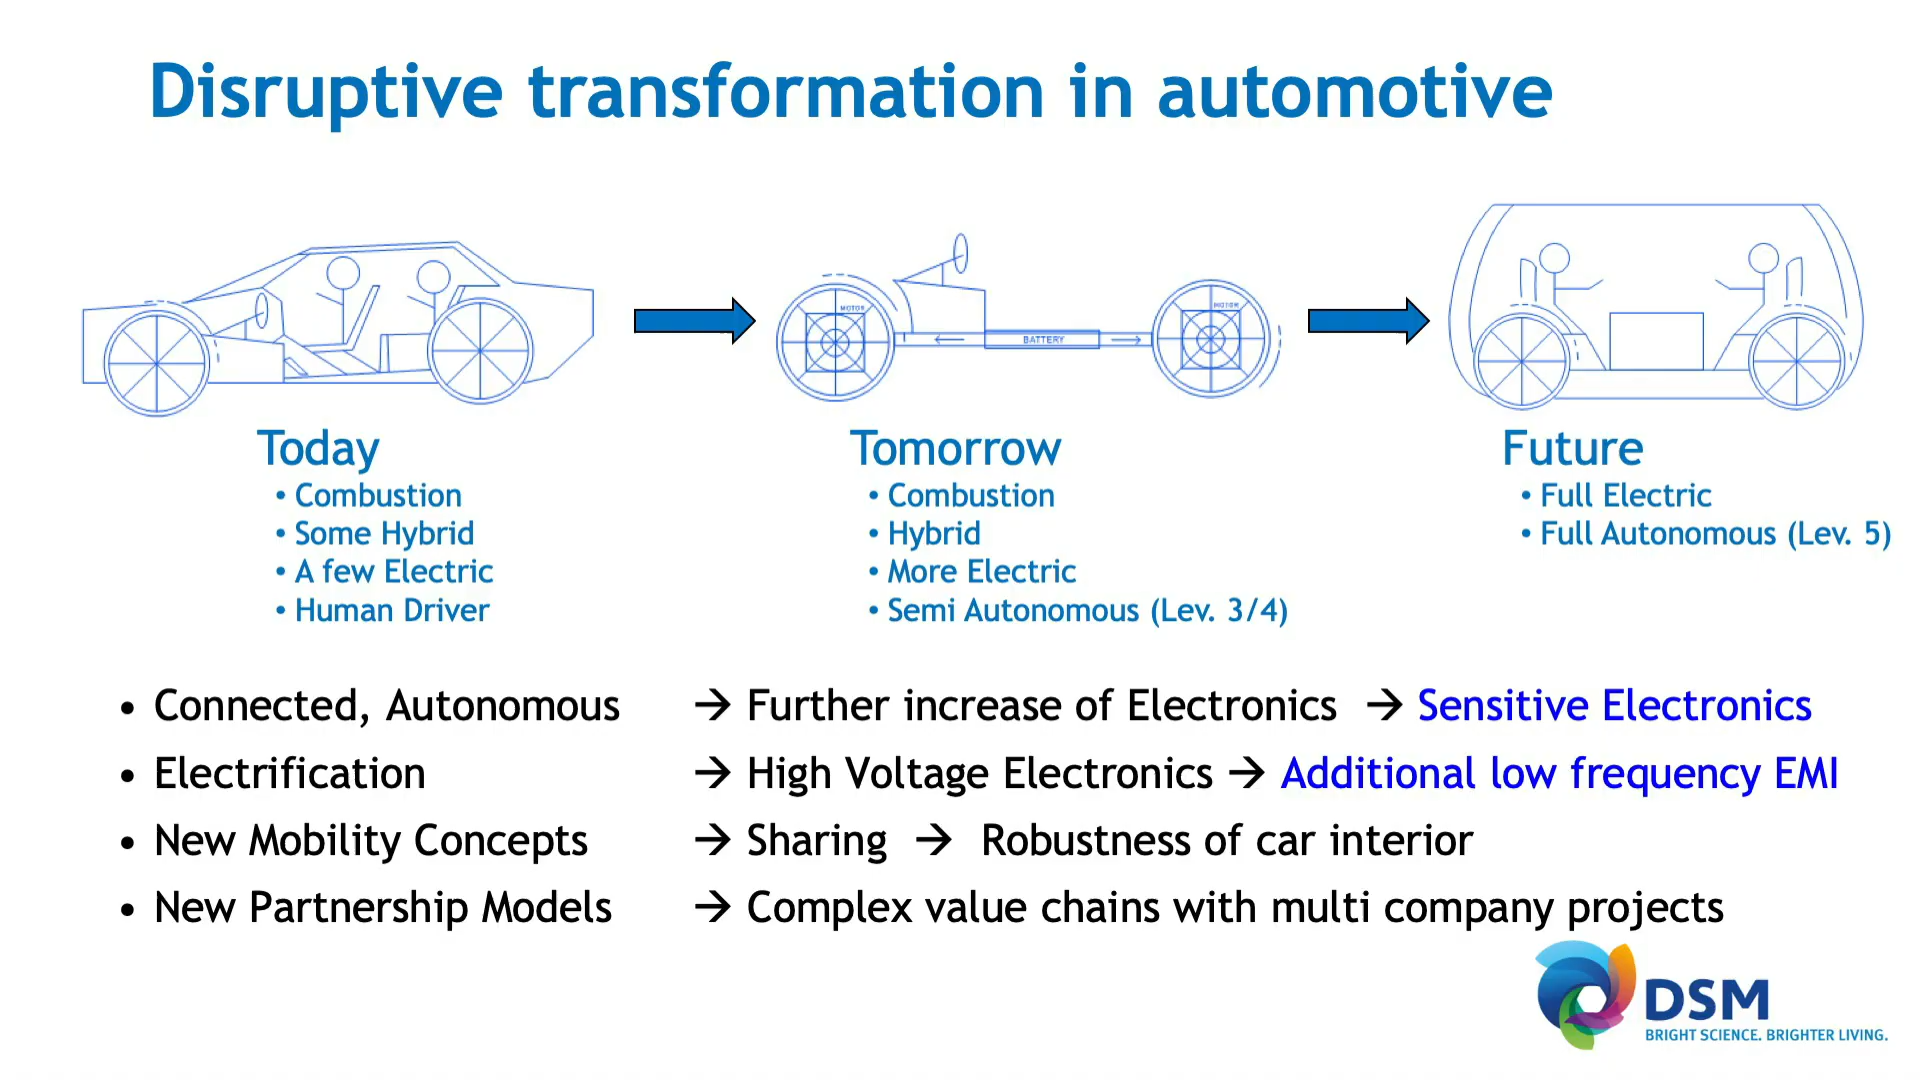 Disruptive transformation in automotive
MOTOR
MOTOR
BATTERY
Today
• Combustion
• Some Hybrid
• A few Electric
• Human Driver
Tomorrow
• Combustion
• Hybrid
• More Electric
• Semi Autonomous (Lev. 3/4)
Future
• Full Electric
• Full Autonomous (Lev. 5)
• Connected, Autonomous → Further increase of Electronics → Sensitive Electronics
• Electrification → High Voltage Electronics → Additional low frequency EMI
• New Mobility Concepts → Sharing → Robustness of car interior
• New Partnership Models → Complex value chains with multi company projects
DSM
BRIGHT SCIENCE. BRIGHTER LIVING.